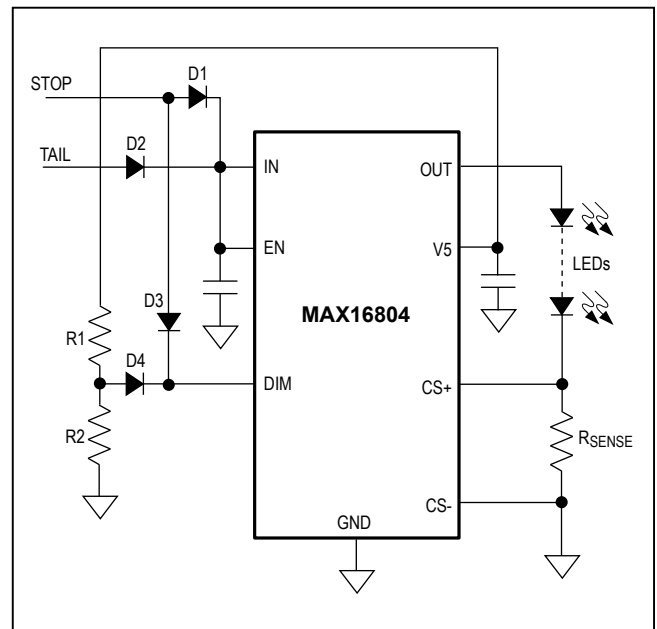 STOP
D1
TAIL
D2
IN
OUT
EN
V5
LEDs
D3
MAX16804
R1
D4
DIM
CS+
R2
RSENSE
CS-
GND